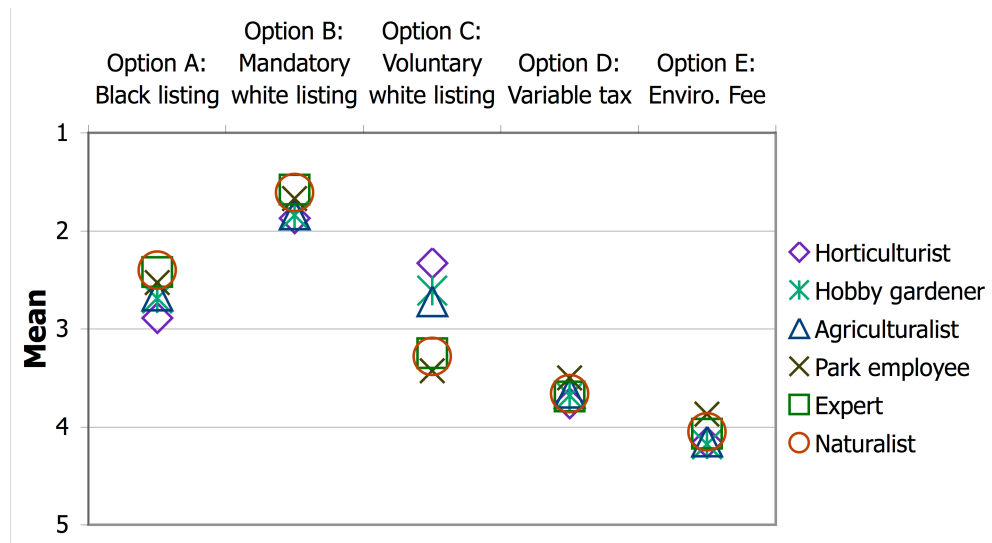 Option A:
Black listing
Option B:
Mandatory
white listing
Option C:
Voluntary
white listing
Option D:
Variable tax
Option E:
Enviro. Fee
1
2
3
4
5
Mean
Horticulturist
Hobby gardener
Agriculturalist
Park employee
Expert
Naturalist